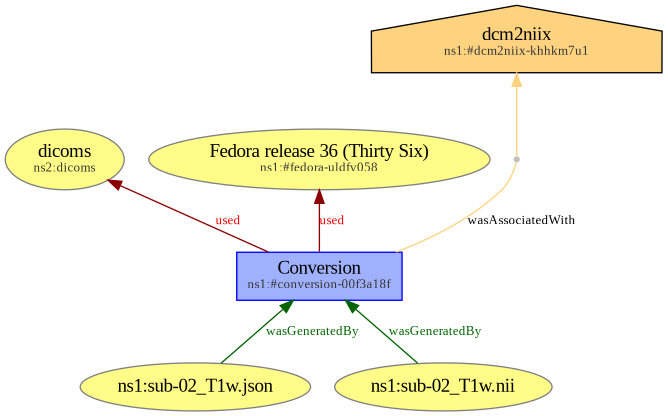 dcm2niix
ns1:#dcm2niix-khhkm7u1
dicoms
ns2:dicoms
Fedora release 36 (Thirty Six)
ns1:#fedora-uldfv058
used
used
wasAssociatedWith
Conversion
ns1:#conversion-00f3a18f
wasGeneratedBy
wasGeneratedBy
ns1:sub-02_T1w.json
ns1:sub-02_T1w.nii